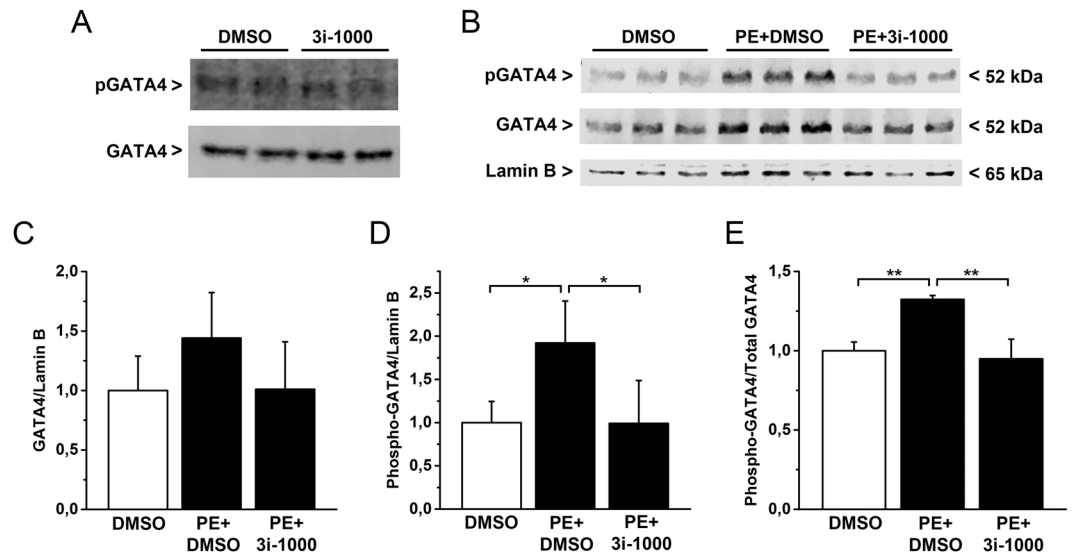 A
DMSO 3i-1000
pGATA4 >
GATA4 >
B
DMSO PE+DMSO PE+3i-1000
pGATA4 > < 52 kDa
GATA4 > < 52 kDa
Lamin B > < 65 kDa
C
GATA4/Lamin B
2,0
1,5
1,0
0,5
0,0
DMSO PE+ PE+
DMSO 3i-1000
D
Phospho-GATA4/Lamin B
* *
2,5
2,0
1,5
1,0
0,5
0,0
DMSO PE+ PE+
DMSO 3i-1000
E
Phospho-GATA4/Total GATA4
** **
1,5
1,0
0,5
0,0
DMSO PE+ PE+
DMSO 3i-1000